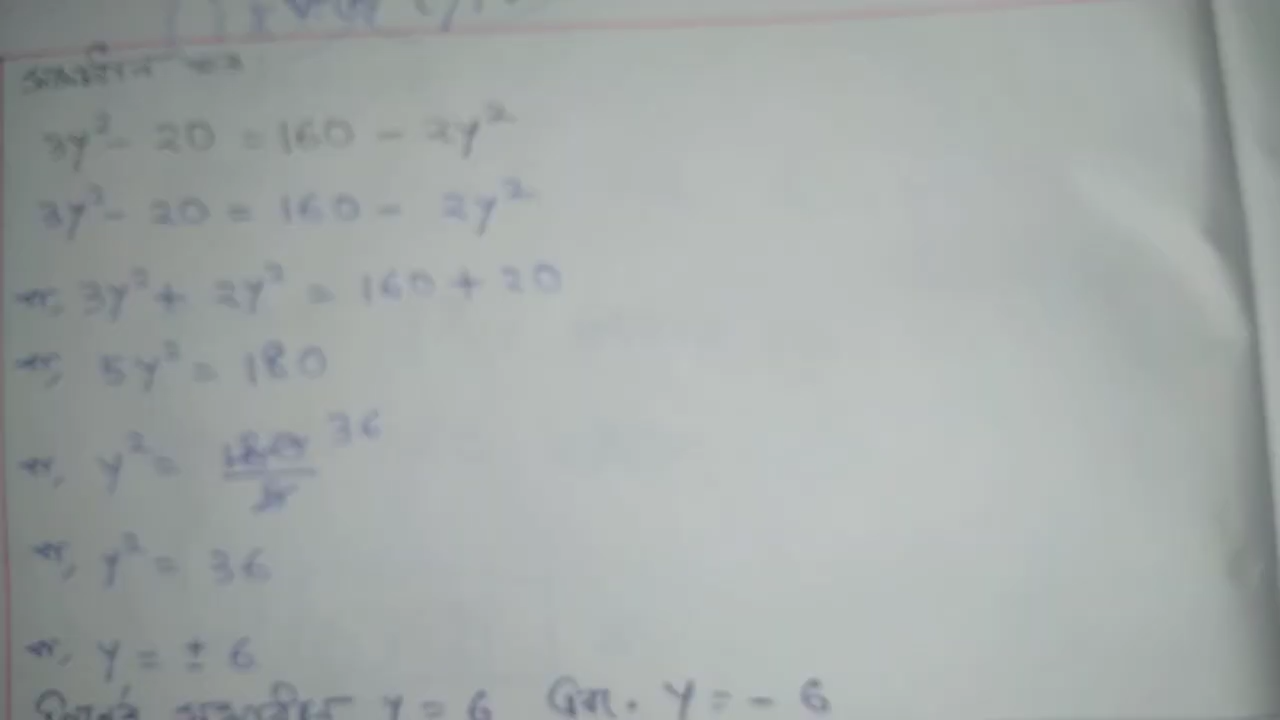 সমাধান
3y² - 20 = 160 - 2y²
3y² - 20 = 160 - 2y²
বা, 3y² + 2y² = 160 + 20
বা, 5y² = 180
বা, y² = 180/5 36
বা, y² = 36
বা, y = ± 6
y = 6 y = - 6